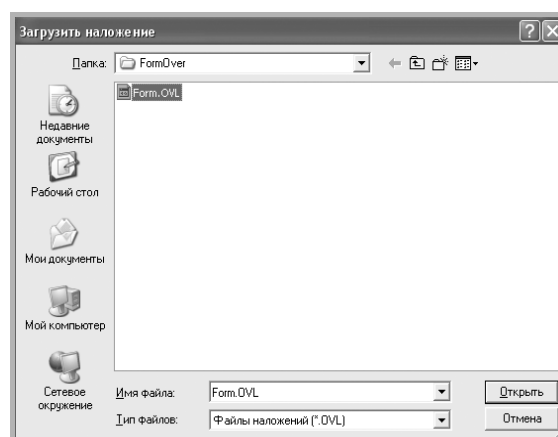 Загрузить наложение
Папка: FormOver
Form.OVL
Недавние
документы
Рабочий стол
Мои документы
Мой компьютер
Сетевое
окружение
Имя файла: Form.OVL Открыть
Тип файлов: Файлы наложений (*.OVL) Отмена